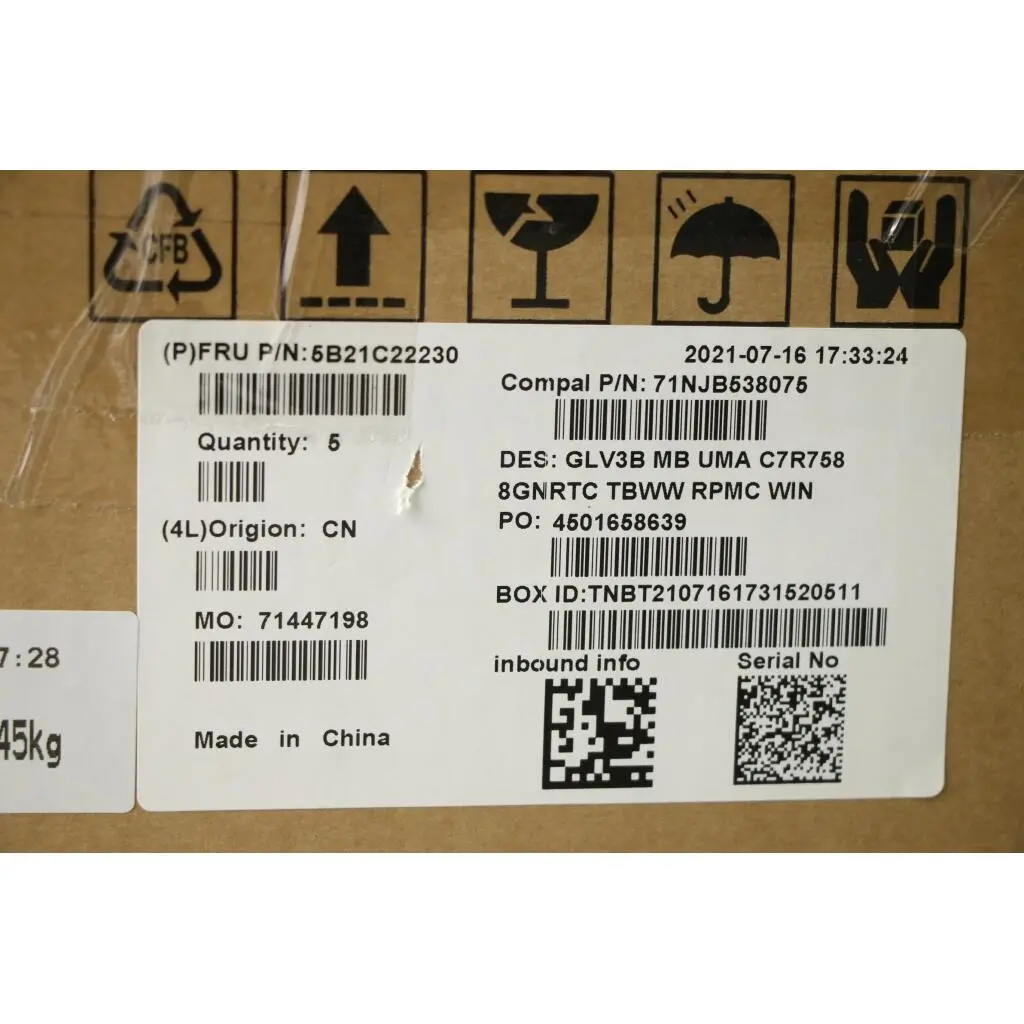 CFB
(P)FRU P/N:5B21C22230
2021-07-16 17:33:24
Compal P/N: 71NJB538075
Quantity: 5
DES: GLV3B MB UMA C7R758
8GNRTC TBWW RPMC WIN
(4L)Origion: CN
PO: 4501658639
BOX ID:TNBT2107161731520511
MO: 71447198
inbound info
Serial No
Made in China
7:28
45kg